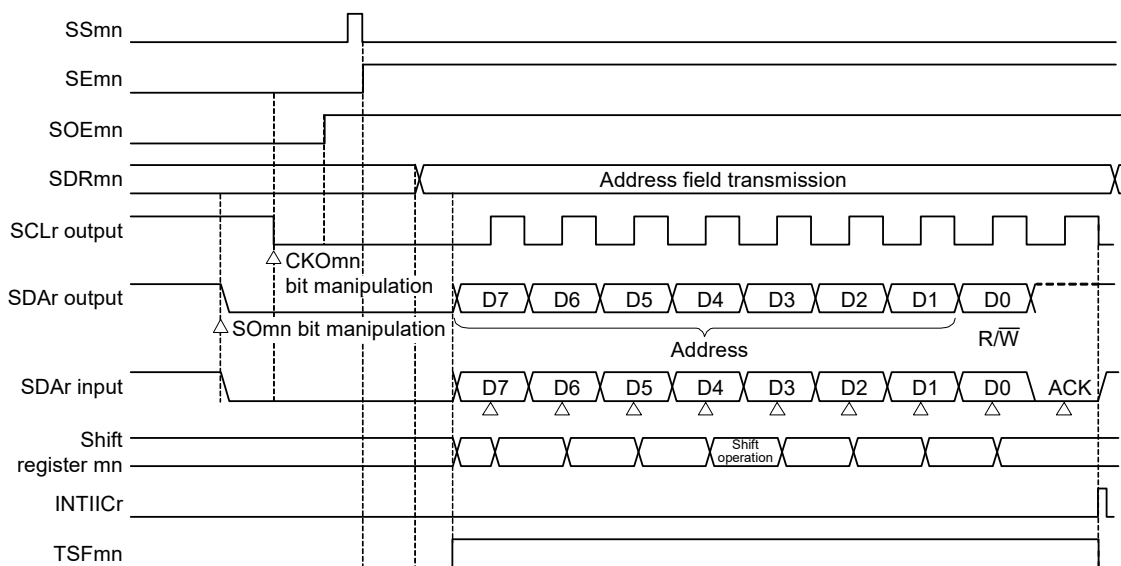 SSmn
SEmn
SOEmn
SDRmn
Address field transmission
SCLr output
CKOmn
bit manipulation
SDAr output
D7 D6 D5 D4 D3 D2 D1 D0
SOmn bit manipulation
Address
R/W̅
SDAr input
D7 D6 D5 D4 D3 D2 D1 D0 ACK
Shift
register mn
Shift
operation
INTIICr
TSFmn